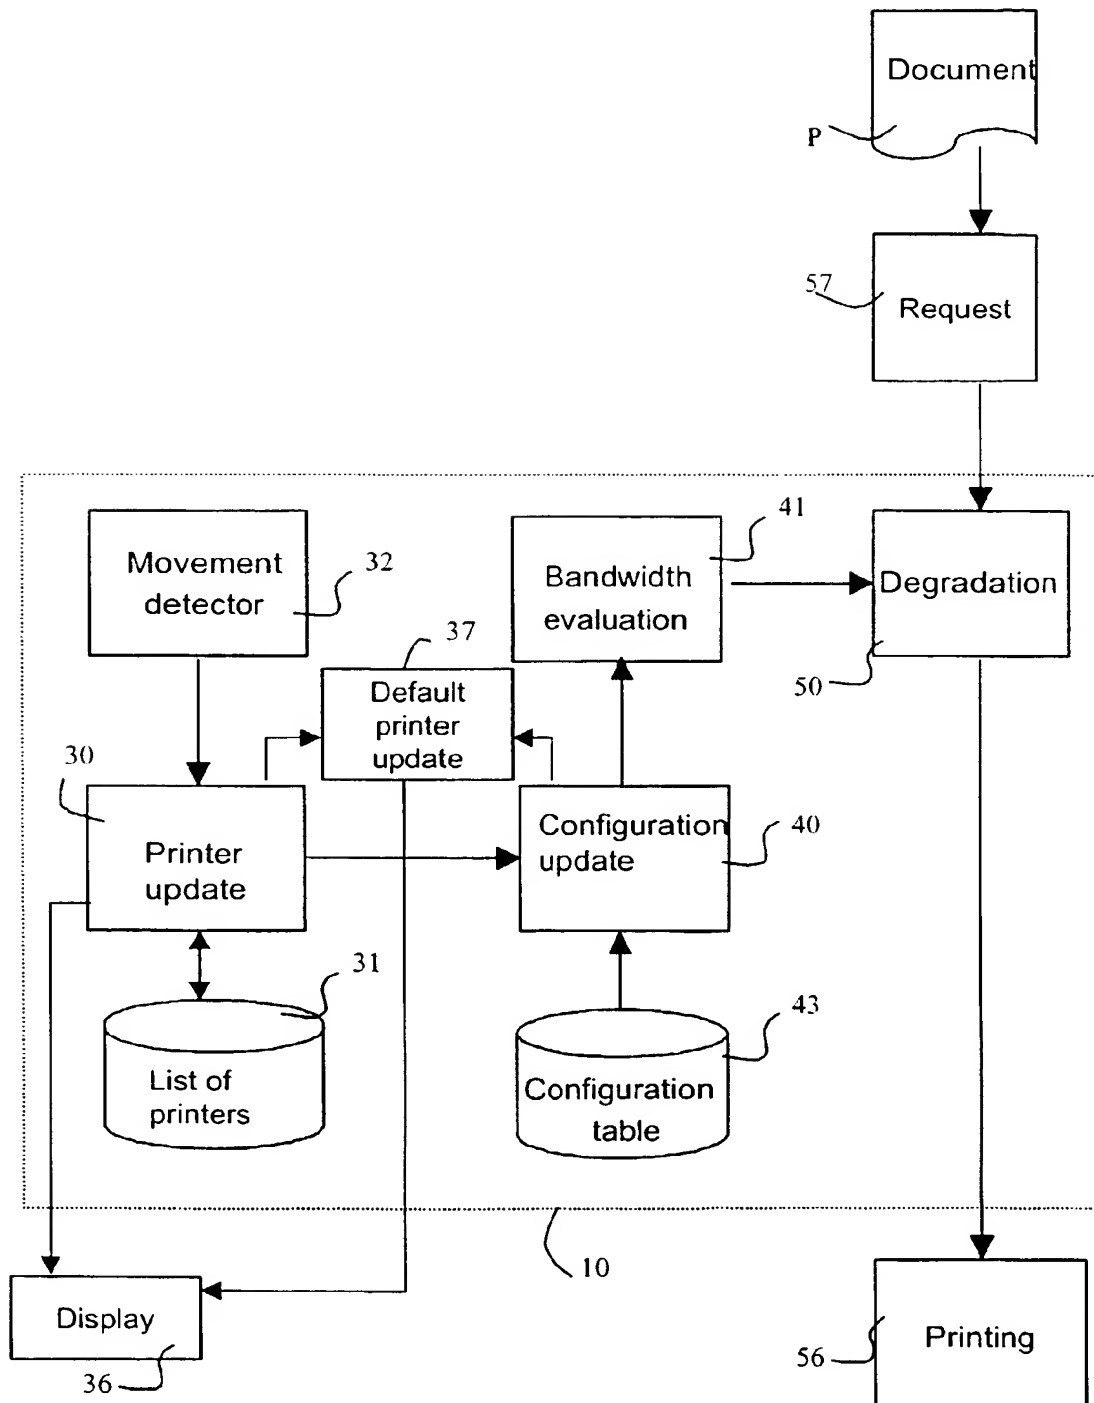 Document
P
57
Request
Movement
detector
32
41
Bandwidth
evaluation
Degradation
50
37
Default
printer
update
30
Printer
update
Configuration
update
40
31
List of
printers
43
Configuration
table
10
Display
36
56
Printing